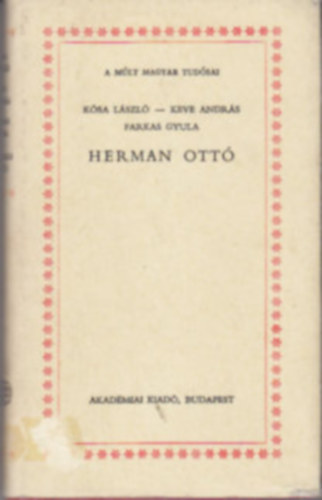 A MÚLT MAGYAR TUDÓSAI
KÓSA LÁSZLÓ — KEVE ANDRÁS
FARKAS GYULA
HERMAN OTTÓ
AKADÉMIAI KIADÓ, BUDAPEST